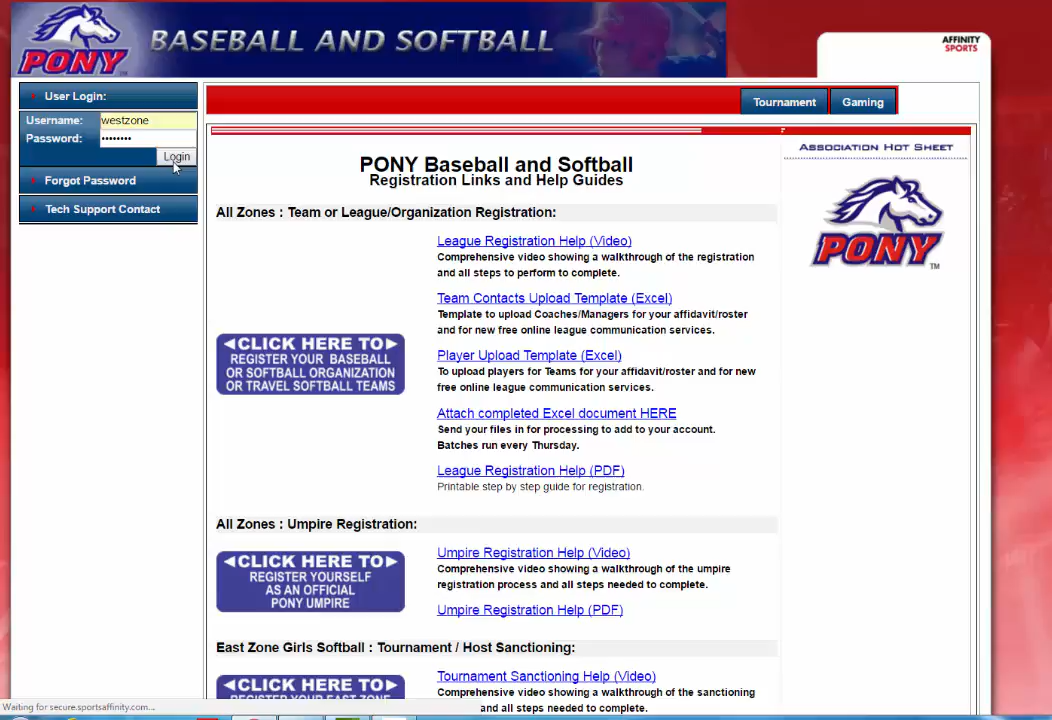 PONY
BASEBALL AND SOFTBALL
AFFINITY
SPORTS
User Login:
Username: westzone
Password: ••••••••
Login
Forgot Password
Tech Support Contact
Tournament
Gaming
PONY Baseball and Softball
Registration Links and Help Guides
ASSOCIATION HOT SHEET
PONY
TM
All Zones : Team or League/Organization Registration:
◄CLICK HERE TO►
REGISTER YOUR BASEBALL
OR SOFTBALL ORGANIZATION
OR TRAVEL SOFTBALL TEAMS
League Registration Help (Video)
Comprehensive video showing a walkthrough of the registration
and all steps to perform to complete.
Team Contacts Upload Template (Excel)
Template to upload Coaches/Managers for your affidavit/roster
and for new free online league communication services.
Player Upload Template (Excel)
To upload players for Teams for your affidavit/roster and for new
free online league communication services.
Attach completed Excel document HERE
Send your files in for processing to add to your account.
Batches run every Thursday.
League Registration Help (PDF)
Printable step by step guide for registration.
All Zones : Umpire Registration:
◄CLICK HERE TO►
REGISTER YOURSELF
AS AN OFFICIAL
PONY UMPIRE
Umpire Registration Help (Video)
Comprehensive video showing a walkthrough of the umpire
registration process and all steps needed to complete.
Umpire Registration Help (PDF)
East Zone Girls Softball : Tournament / Host Sanctioning:
◄CLICK HERE TO►
REGISTER YOUR EAST ZONE
Tournament Sanctioning Help (Video)
Comprehensive video showing a walkthrough of the sanctioning
and all steps needed to complete.
Waiting for secure.sportsaffinity.com...